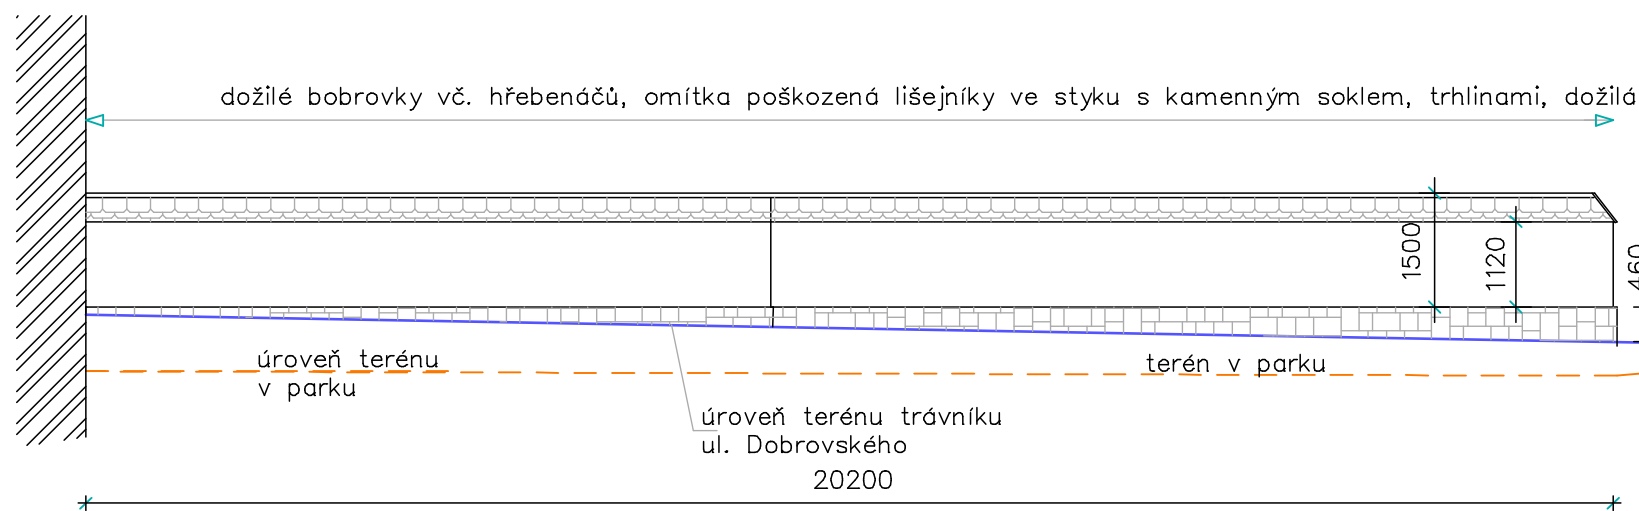 dožilé bobrovky vč. hřebenáčů, omítka poškozená lišejníky ve styku s kamenným soklem, trhlinami, dožilá
1500
1120
460
úroveň terénu
v parku
terén v parku
úroveň terénu trávníku
ul. Dobrovského
20200